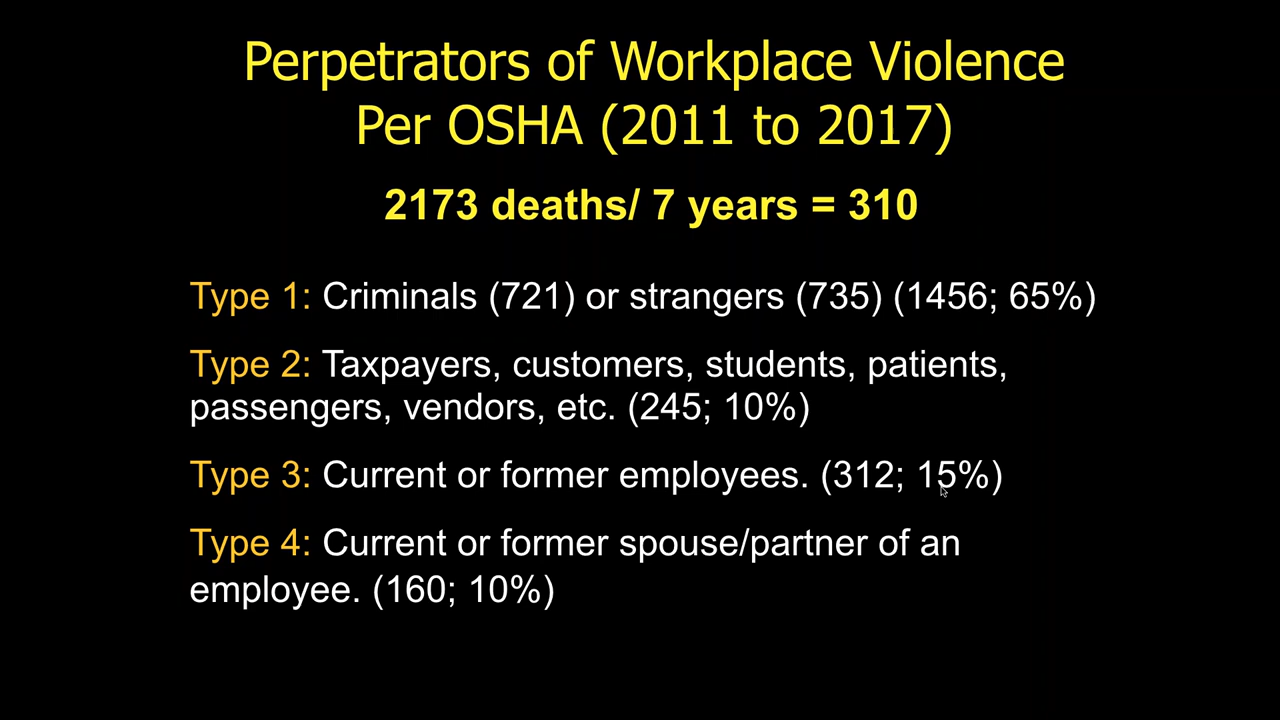 Perpetrators of Workplace Violence
Per OSHA (2011 to 2017)
2173 deaths/ 7 years = 310
Type 1: Criminals (721) or strangers (735) (1456; 65%)
Type 2: Taxpayers, customers, students, patients,
passengers, vendors, etc. (245; 10%)
Type 3: Current or former employees. (312; 15%)
Type 4: Current or former spouse/partner of an
employee. (160; 10%)